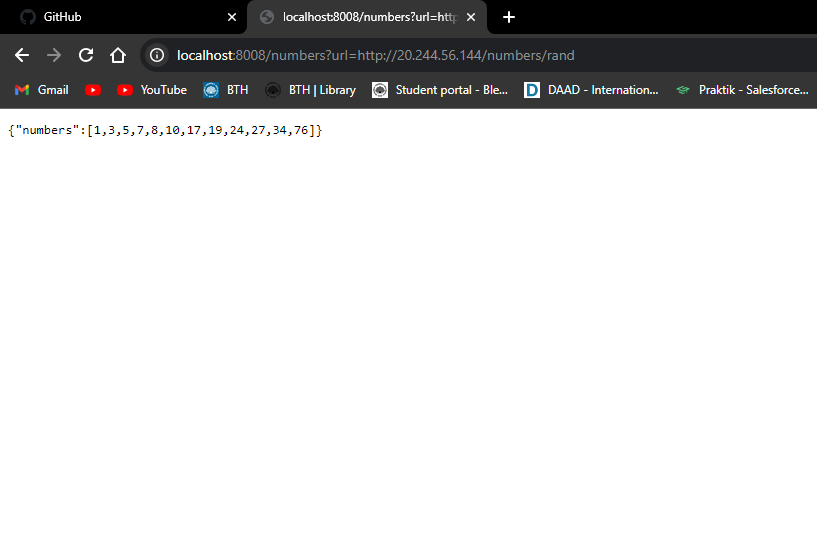 GitHub
localhost:8008/numbers?url=http
localhost:8008/numbers?url=http://20.244.56.144/numbers/rand
Gmail YouTube BTH BTH | Library Student portal - Ble... DAAD - Internation... Praktik - Salesforce...
{"numbers":[1,3,5,7,8,10,17,19,24,27,34,76]}